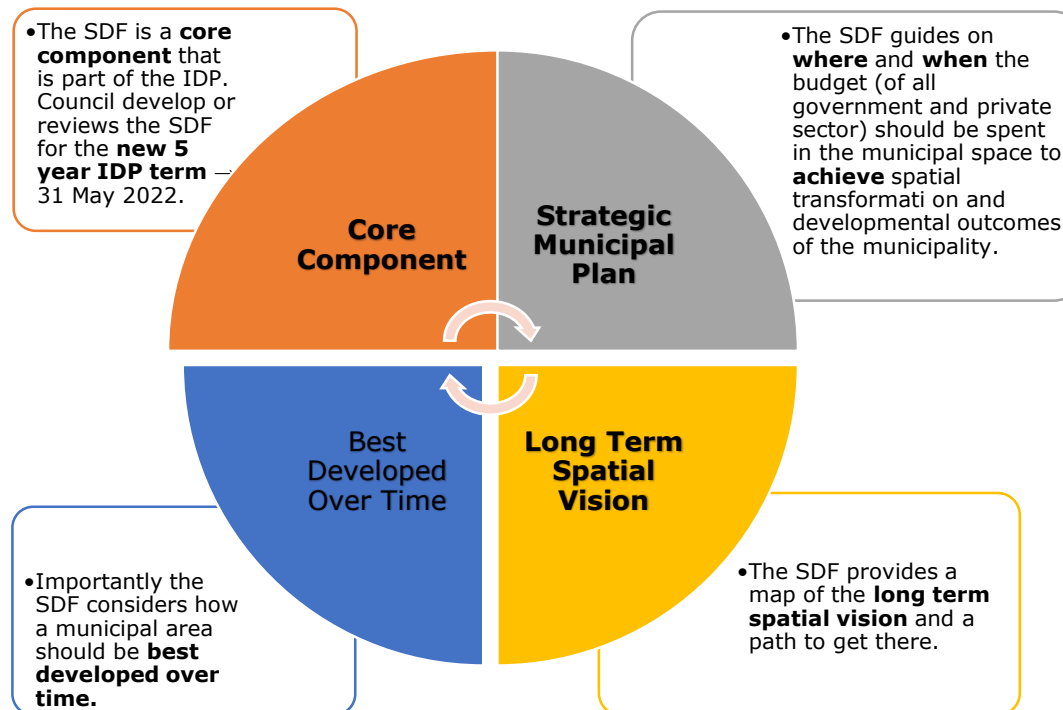 •The SDF is a core
component that
is part of the IDP.
Council develop or
reviews the SDF
for the new 5
year IDP term –
31 May 2022.
•The SDF guides on
where and when the
budget (of all
government and private
sector) should be spent
in the municipal space to
achieve spatial
transformati on and
developmental outcomes
of the municipality.
Core
Component
Strategic
Municipal
Plan
Best
Developed
Over Time
Long Term
Spatial
Vision
•Importantly the
SDF considers how
a municipal area
should be best
developed over
time.
•The SDF provides a
map of the long term
spatial vision and a
path to get there.